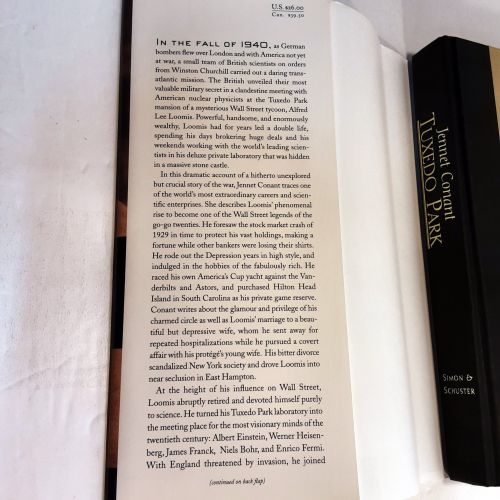 U.S. $26.00
Can. $39.50
IN THE FALL OF 1940, as German
bombers flew over London and with America not yet
at war, a small team of British scientists on orders
from Winston Churchill carried out a daring trans-
atlantic mission. The British unveiled their most
valuable military secret in a clandestine meeting with
American nuclear physicists at the Tuxedo Park
mansion of a mysterious Wall Street tycoon, Alfred
Lee Loomis. Powerful, handsome, and enormously
wealthy, Loomis had for years led a double life,
spending his days brokering huge deals and his
weekends working with the world's leading scien-
tists in his deluxe private laboratory that was hidden
in a massive stone castle.
In this dramatic account of a hitherto unexplored
but crucial story of the war, Jennet Conant traces one
of the world's most extraordinary careers and scien-
tific enterprises. She describes Loomis' phenomenal
rise to become one of the Wall Street legends of the
go-go twenties. He foresaw the stock market crash of
1929 in time to protect his vast holdings, making a
fortune while other bankers were losing their shirts.
He rode out the Depression years in high style, and
indulged in the hobbies of the fabulously rich. He
raced his own America's Cup yacht against the Van-
derbilts and Astors, and purchased Hilton Head
Island in South Carolina as his private game reserve.
Conant writes about the glamour and privilege of his
charmed circle as well as Loomis' marriage to a beau-
tiful but depressive wife, whom he sent away for
repeated hospitalizations while he pursued a covert
affair with his protégé's young wife. His bitter divorce
scandalized New York society and drove Loomis into
near seclusion in East Hampton.
At the height of his influence on Wall Street,
Loomis abruptly retired and devoted himself purely
to science. He turned his Tuxedo Park laboratory into
the meeting place for the most visionary minds of the
twentieth century: Albert Einstein, Werner Heisen-
berg, James Franck, Niels Bohr, and Enrico Fermi.
With England threatened by invasion, he joined
(continued on back flap)
Jennet Conant
TUXEDO PARK
SIMON &
SCHUSTER